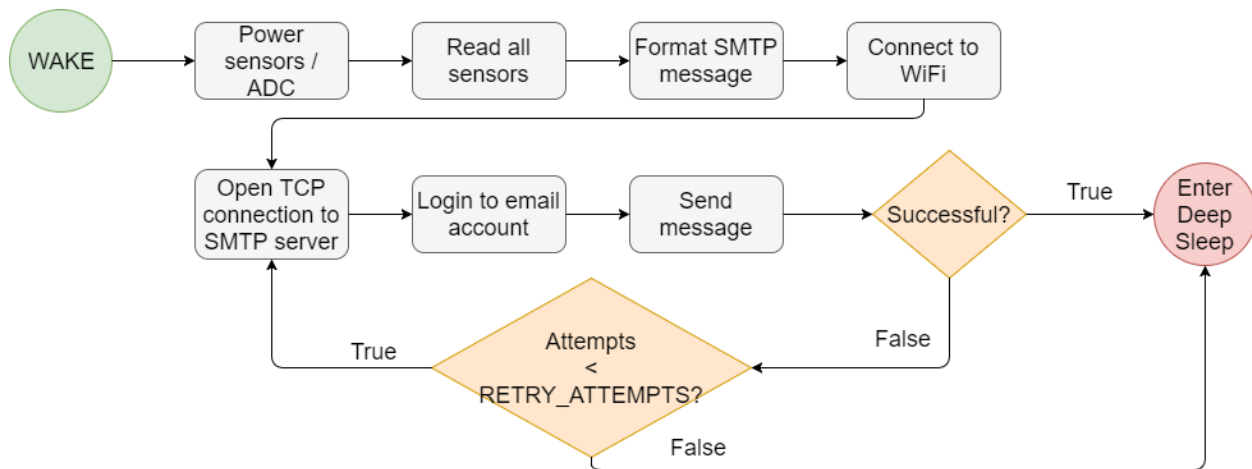 WAKE
Power
sensors /
ADC
Read all
sensors
Format SMTP
message
Connect to
WiFi
Open TCP
connection to
SMTP server
Login to email
account
Send
message
Successful?
True
Enter
Deep
Sleep
False
Attempts
<
RETRY_ATTEMPTS?
True
False